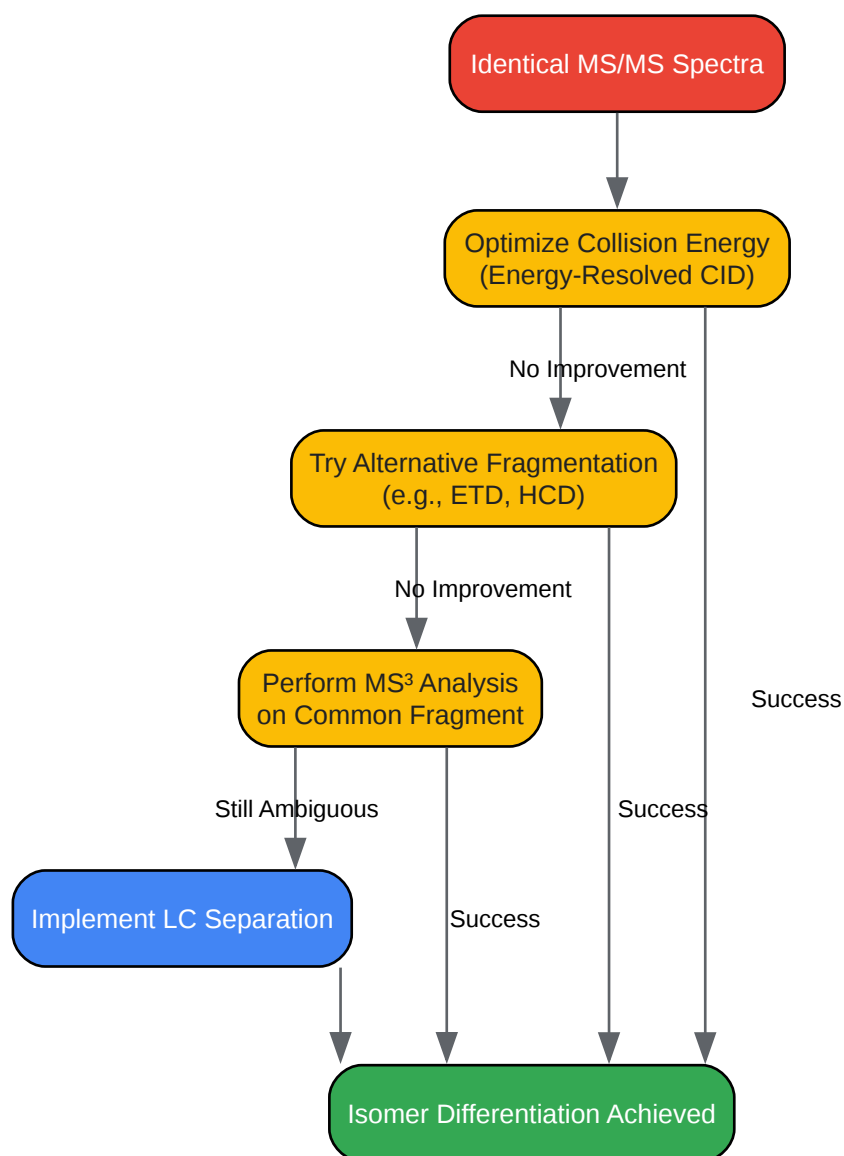 Identical MS/MS Spectra
Optimize Collision Energy
(Energy-Resolved CID)
No Improvement
Try Alternative Fragmentation
(e.g., ETD, HCD)
No Improvement
Perform MS³ Analysis
on Common Fragment
Success
Still Ambiguous
Success
Implement LC Separation
Success
Isomer Differentiation Achieved